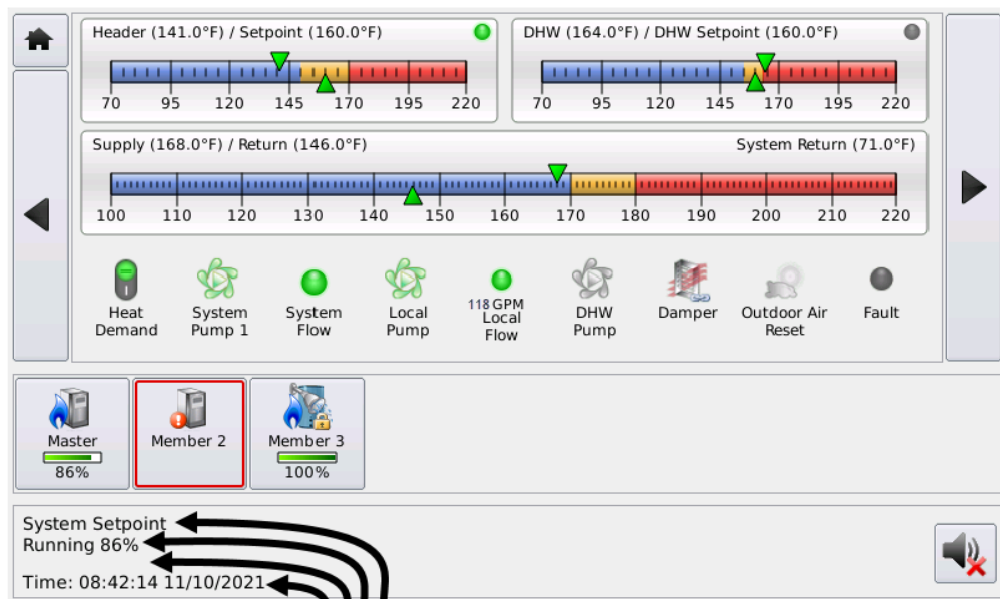 Header (141.0°F) / Setpoint (160.0°F)
70 95 120 145 170 195 220
DHW (164.0°F) / DHW Setpoint (160.0°F)
70 95 120 145 170 195 220
Supply (168.0°F) / Return (146.0°F) System Return (71.0°F)
100 110 120 130 140 150 160 170 180 190 200 210 220
Heat
Demand
System
Pump 1
System
Flow
Local
Pump
118 GPM
Local
Flow
DHW
Pump
Damper
Outdoor Air
Reset
Fault
Master
86%
Member 2
Member 3
100%
System Setpoint
Running 86%
Time: 08:42:14 11/10/2021